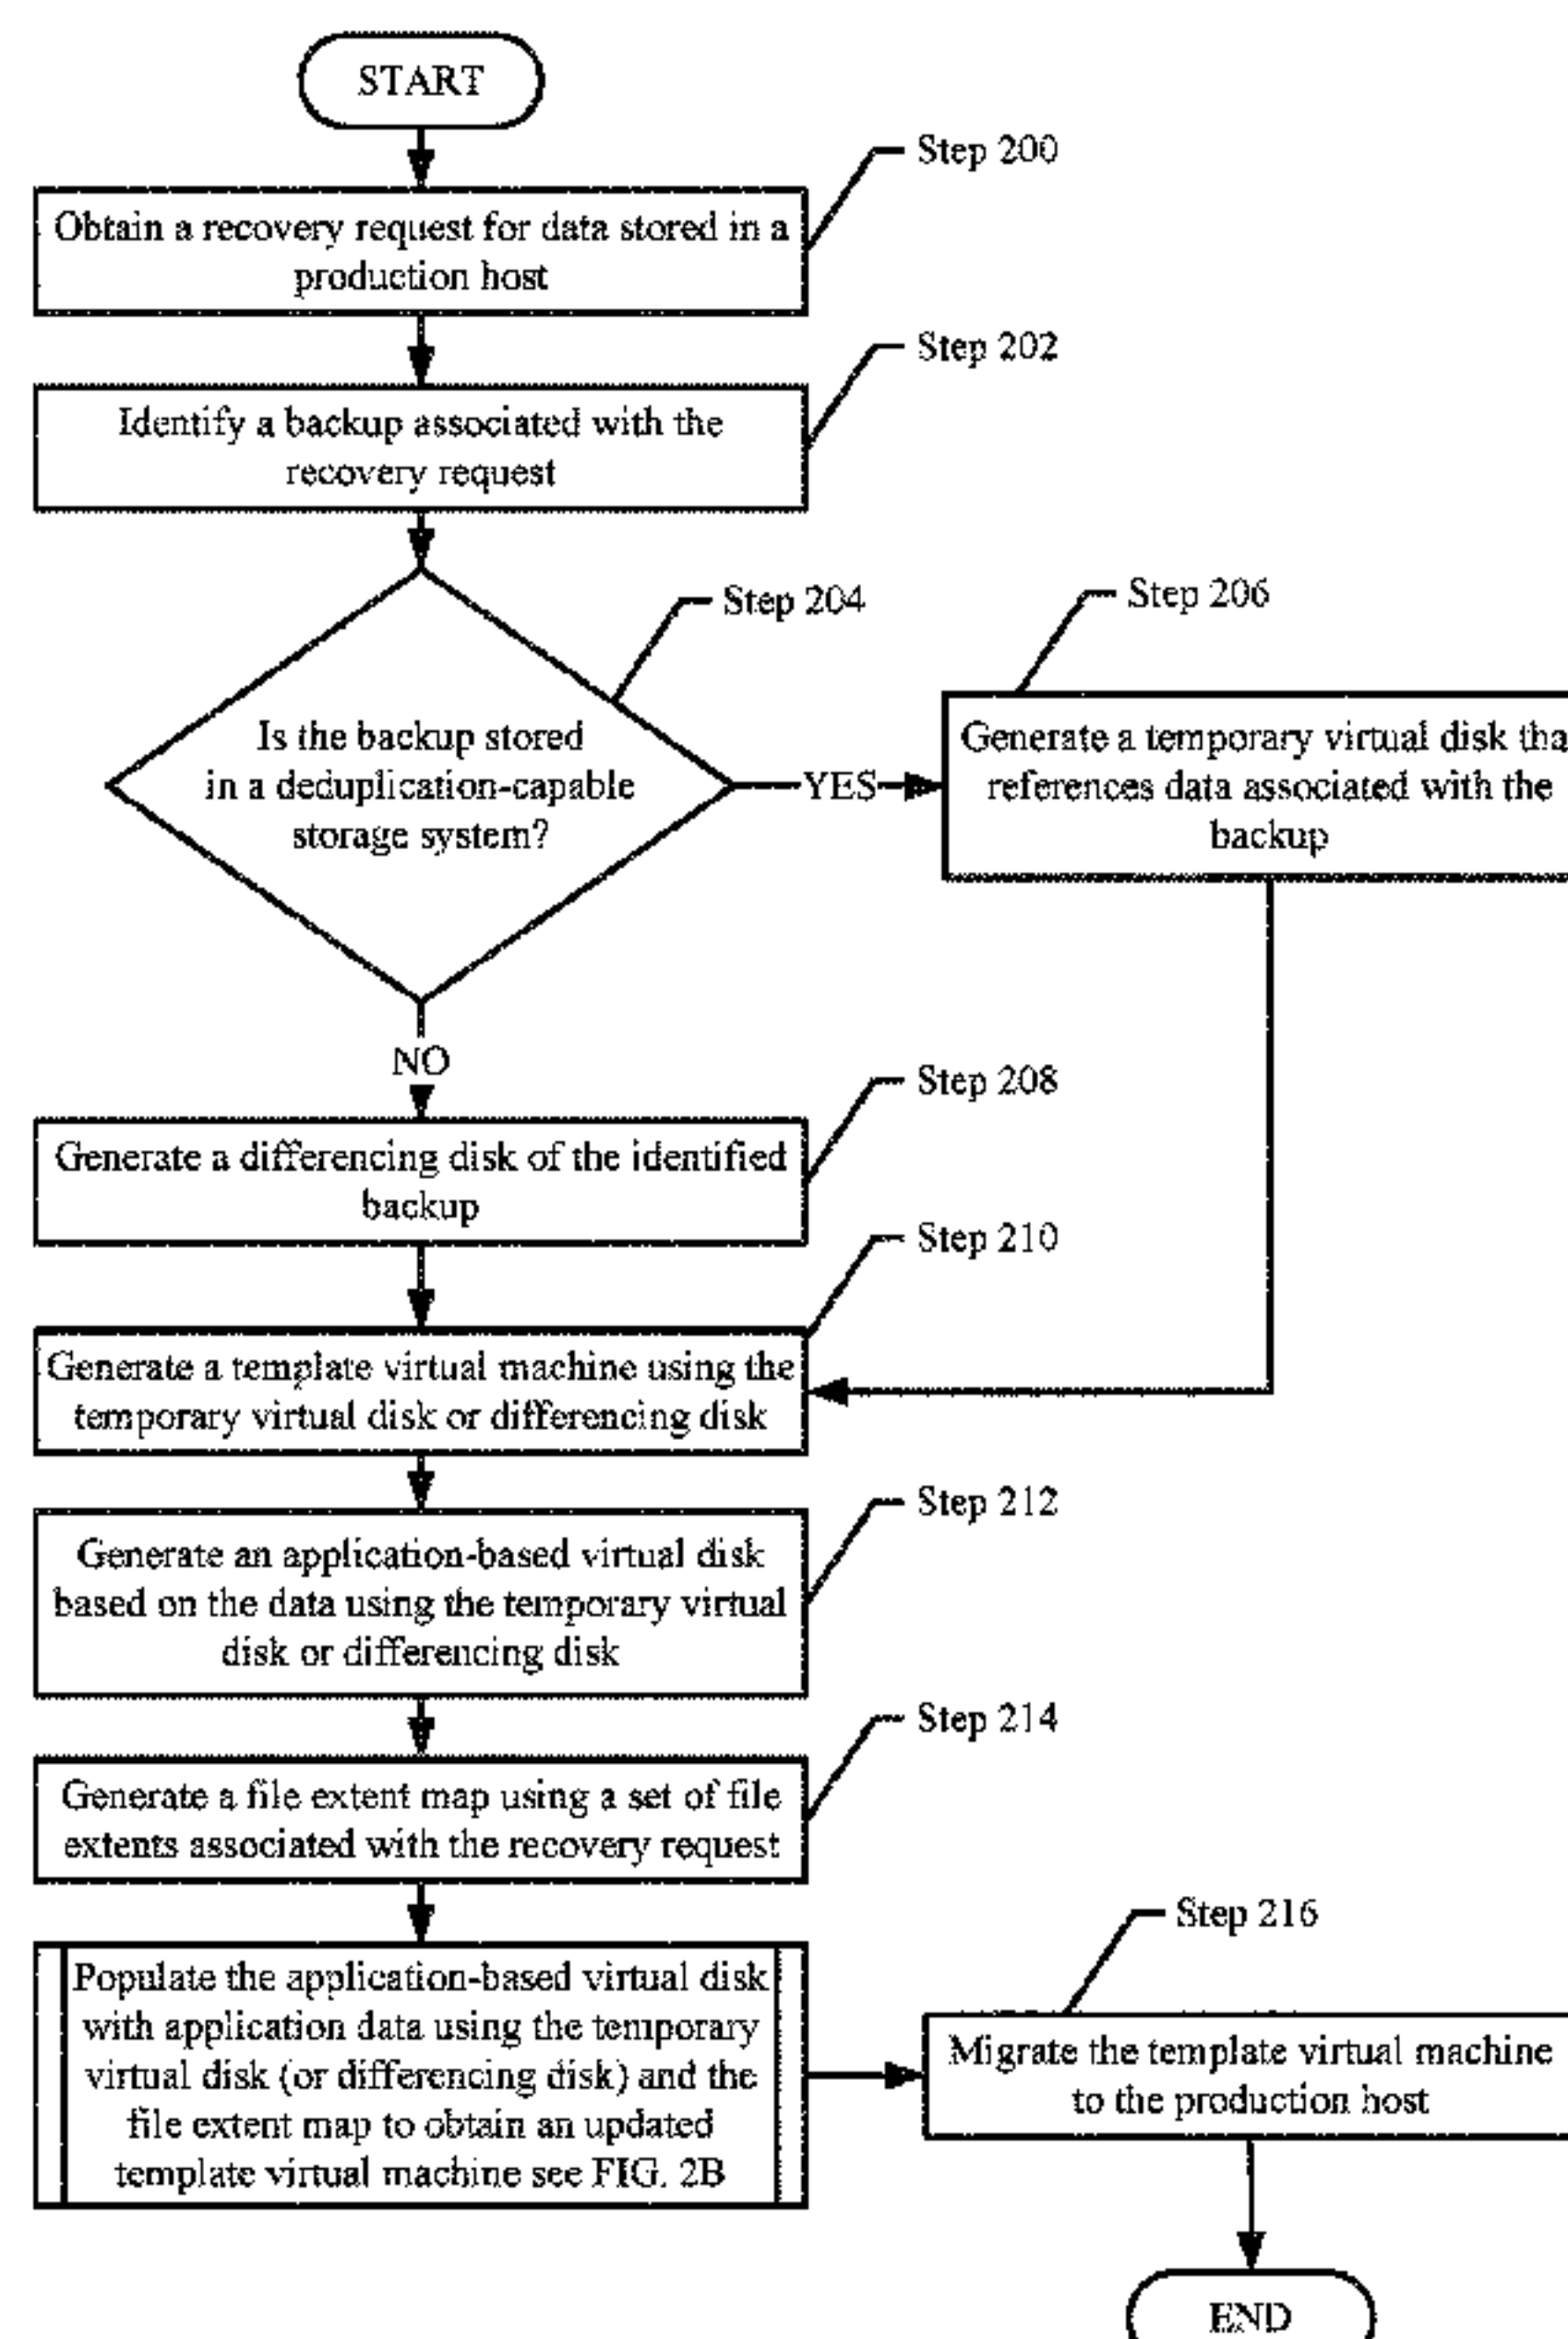 START
Step 200
Obtain a recovery request for data stored in a
production host
Step 202
Identify a backup associated with the
recovery request
Step 204
Is the backup stored
in a deduplication-capable
storage system?
YES
Step 206
Generate a temporary virtual disk tha
references data associated with the
backup
NO
Step 208
Generate a differencing disk of the identified
backup
Step 210
Generate a template virtual machine using the
temporary virtual disk or differencing disk
Step 212
Generate an application-based virtual disk
based on the data using the temporary virtual
disk or differencing disk
Step 214
Generate a file extent map using a set of file
extents associated with the recovery request
Populate the application-based virtual disk
with application data using the temporary
virtual disk (or differencing disk) and the
file extent map to obtain an updated
template virtual machine see FIG. 2B
Step 216
Migrate the template virtual machine
to the production host
END